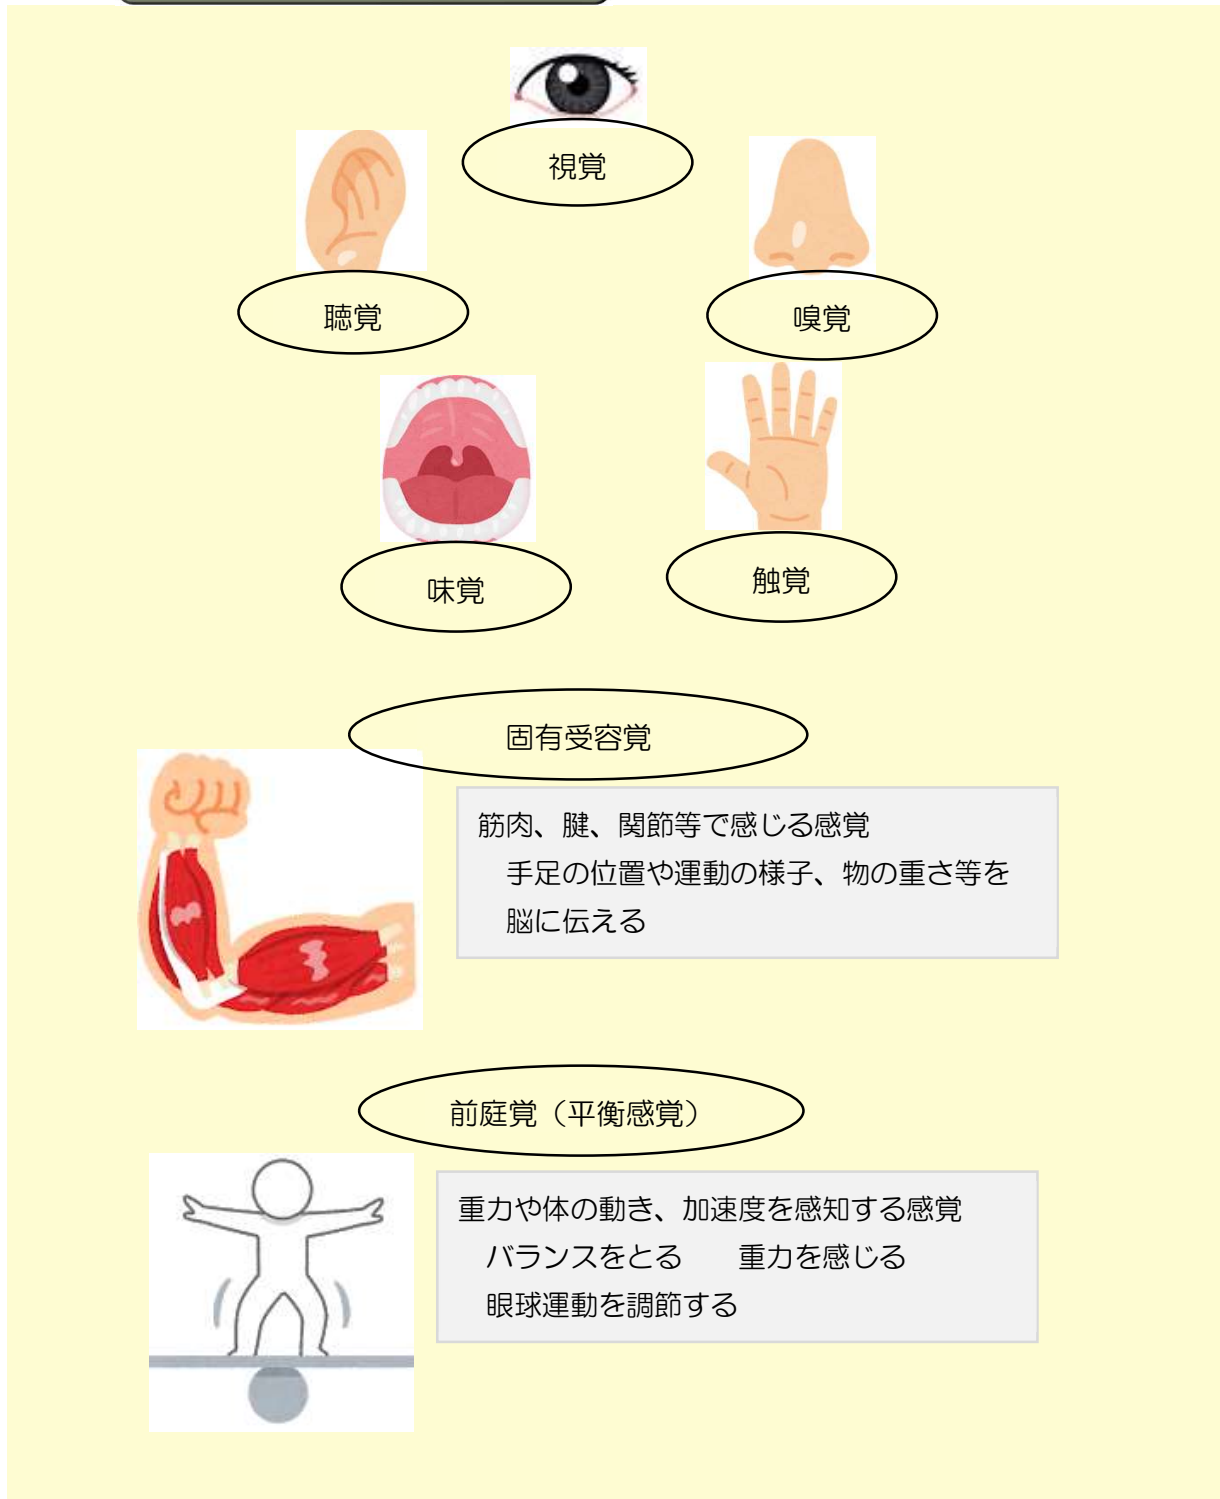 視覚
聴覚
嗅覚
味覚
触覚
固有受容覚
筋肉、腱、関節等で感じる感覚
手足の位置や運動の様子、物の重さ等を
脳に伝える
前庭覚（平衡感覚）
重力や体の動き、加速度を感知する感覚
バランスをとる　　重力を感じる
眼球運動を調節する